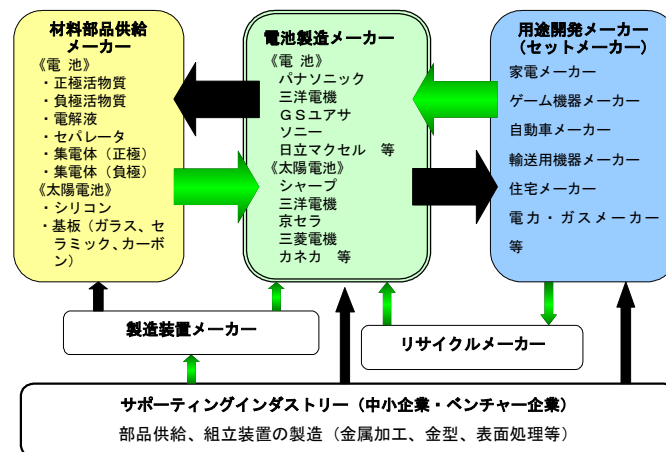 材料部品供給
メーカー
《電 池》
・正極活物質
・負極活物質
・電解液
・セパレータ
・集電体（正極）
・集電体（負極）
《太陽電池》
・シリコン
・基板（ガラス、セ
ラミック、カーボ
ン）
電池製造メーカー
《電 池》
パナソニック
三洋電機
ＧＳユアサ
ソニー
日立マクセル 等
《太陽電池》
シャープ
三洋電機
京セラ
三菱電機
カネカ 等
用途開発メーカー
（セットメーカー）
家電メーカー
ゲーム機器メーカー
自動車メーカー
輸送用機器メーカー
住宅メーカー
電力・ガスメーカー
等
製造装置メーカー
リサイクルメーカー
サポーティングインダストリー（中小企業・ベンチャー企業）
部品供給、組立装置の製造（金属加工、金型、表面処理等）